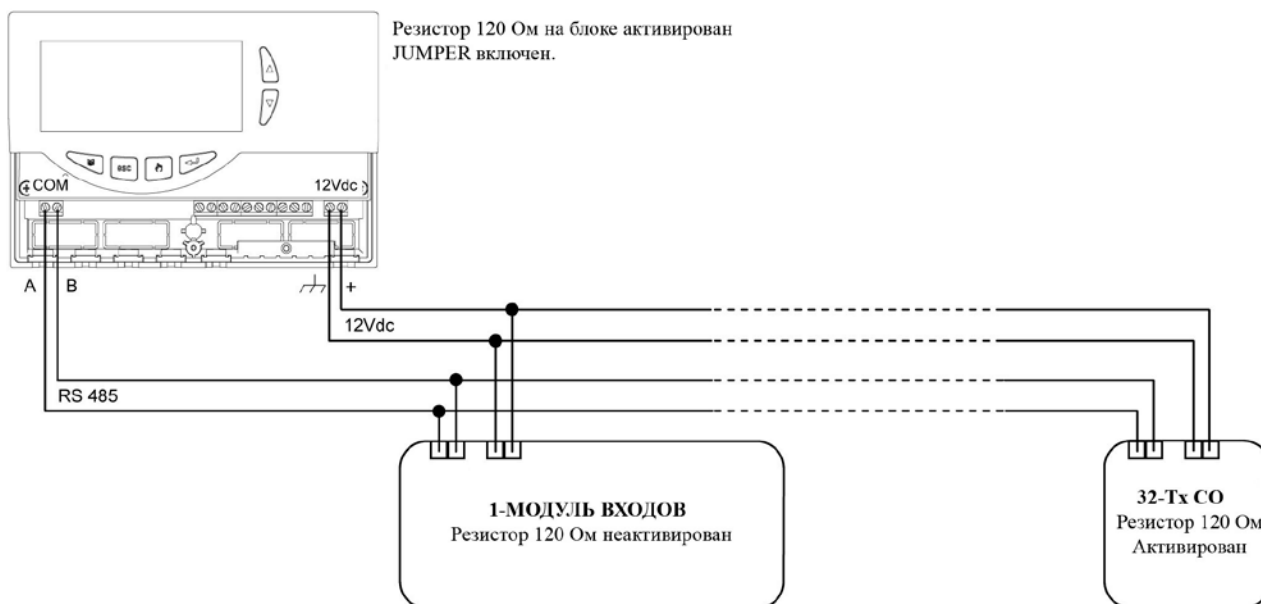 Резистор 120 Ом на блоке активирован
JUMPER включен.
esc
COM
12Vdc
A B +
12Vdc
RS 485
1-МОДУЛЬ ВХОДОВ
Резистор 120 Ом неактивирован
32-Tx CO
Резистор 120 Ом
Активирован